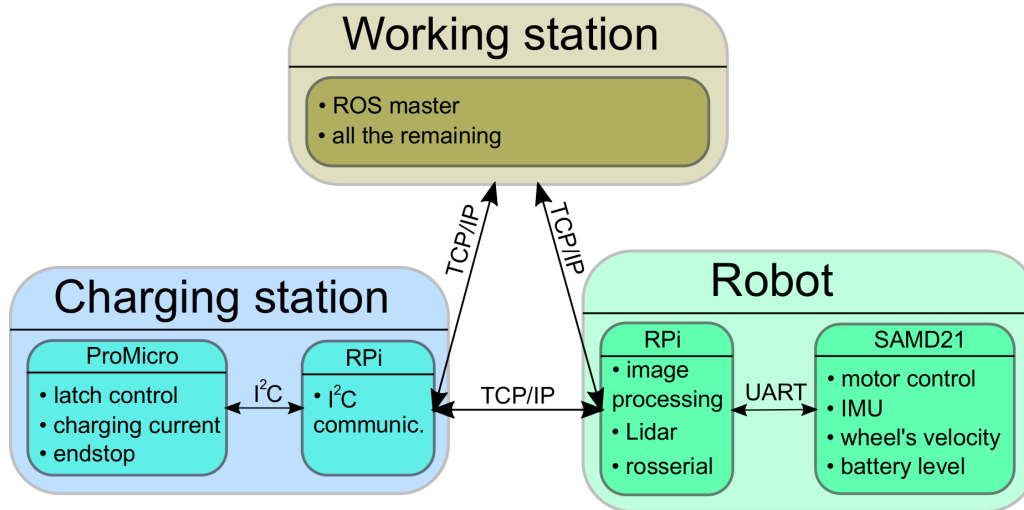 Working station
• ROS master
• all the remaining
TCP/IP
TCP/IP
Charging station
ProMicro
• latch control
• charging current
• endstop
I²C
RPi
• I²C
communic.
TCP/IP
Robot
RPi
• image
processing
• Lidar
• rosserial
UART
SAMD21
• motor control
• IMU
• wheel's velocity
• battery level